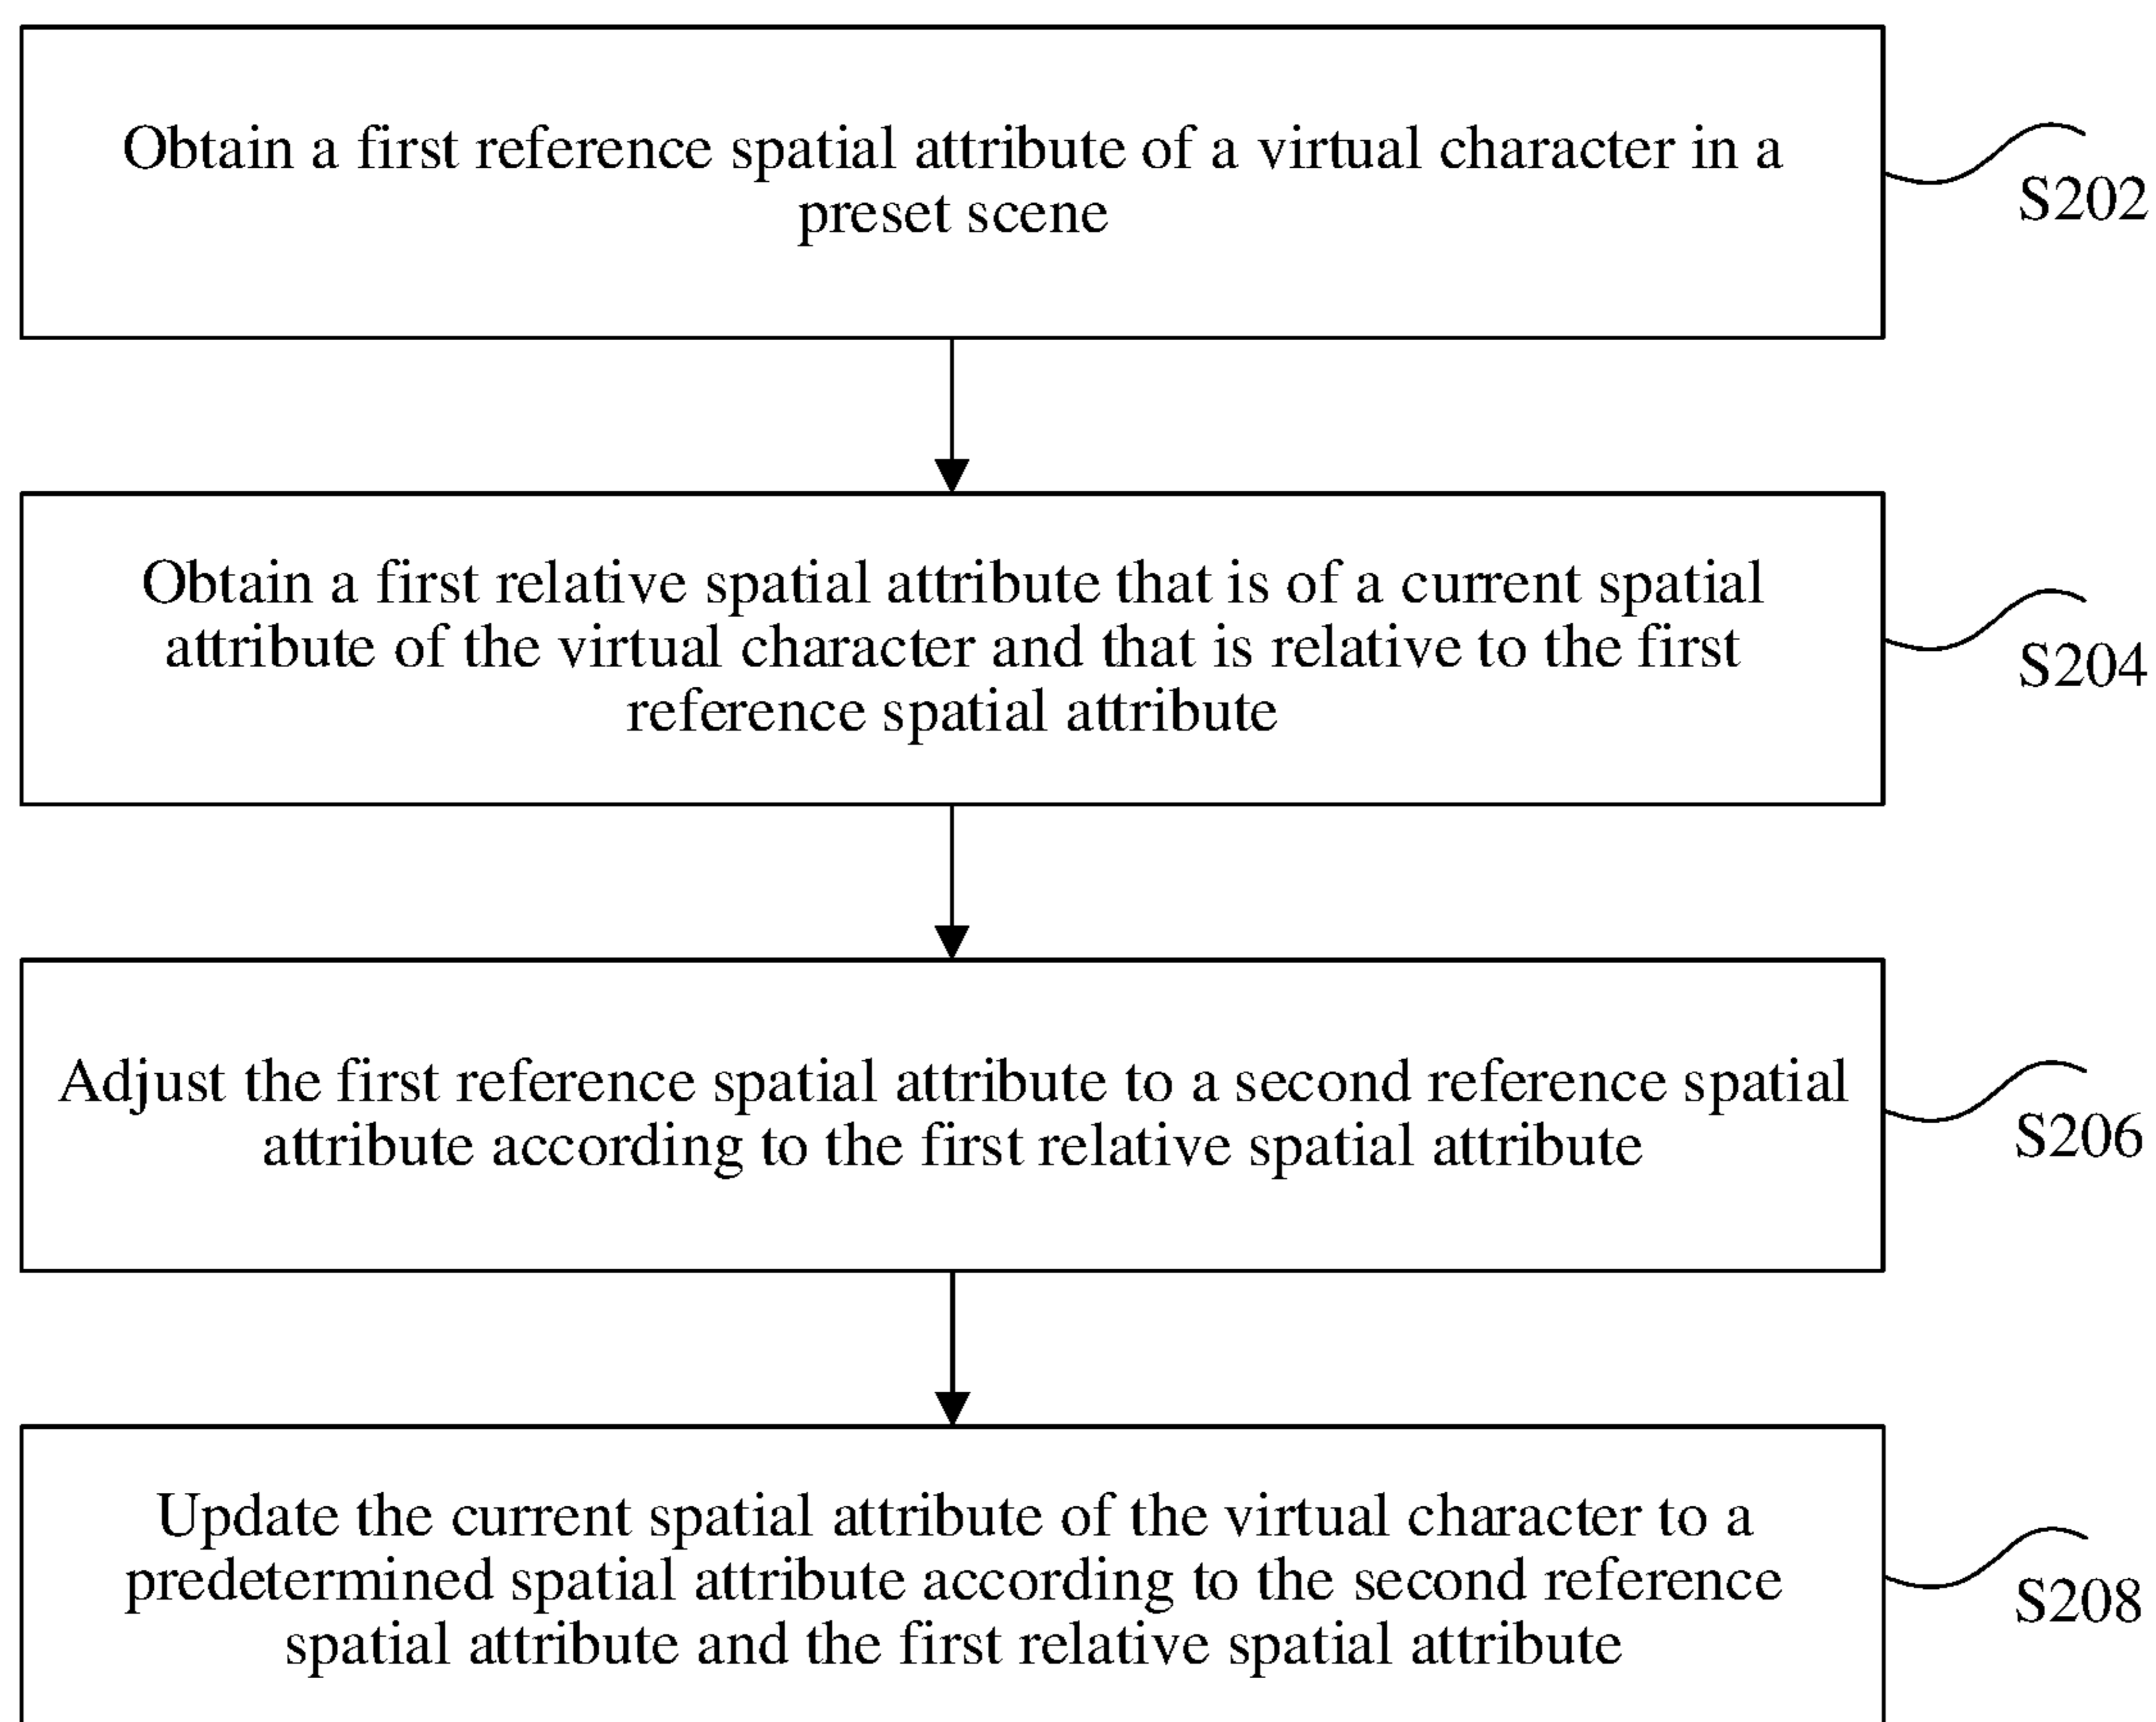 Obtain a first reference spatial attribute of a virtual character in a
preset scene
S202
Obtain a first relative spatial attribute that is of a current spatial
attribute of the virtual character and that is relative to the first
reference spatial attribute
S204
Adjust the first reference spatial attribute to a second reference spatial
attribute according to the first relative spatial attribute
S206
Update the current spatial attribute of the virtual character to a
predetermined spatial attribute according to the second reference
spatial attribute and the first relative spatial attribute
S208